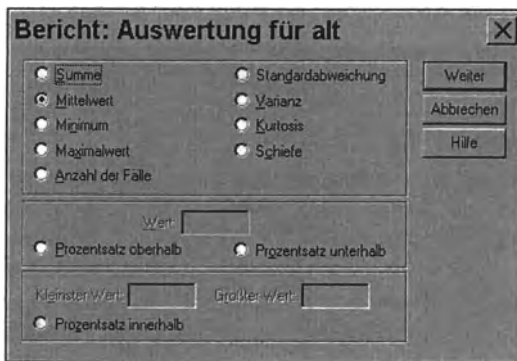 Bericht: Auswertung für alt
Summe
Standardabweichung
Weiter
Mittelwert
Varianz
Abbrechen
Minimum
Kurtosis
Hilfe
Maximalwert
Schiefe
Anzahl der Fälle
Wert:
Prozentsatz oberhalb
Prozentsatz unterhalb
Kleinster Wert:
Größter Wert:
Prozentsatz innerhalb